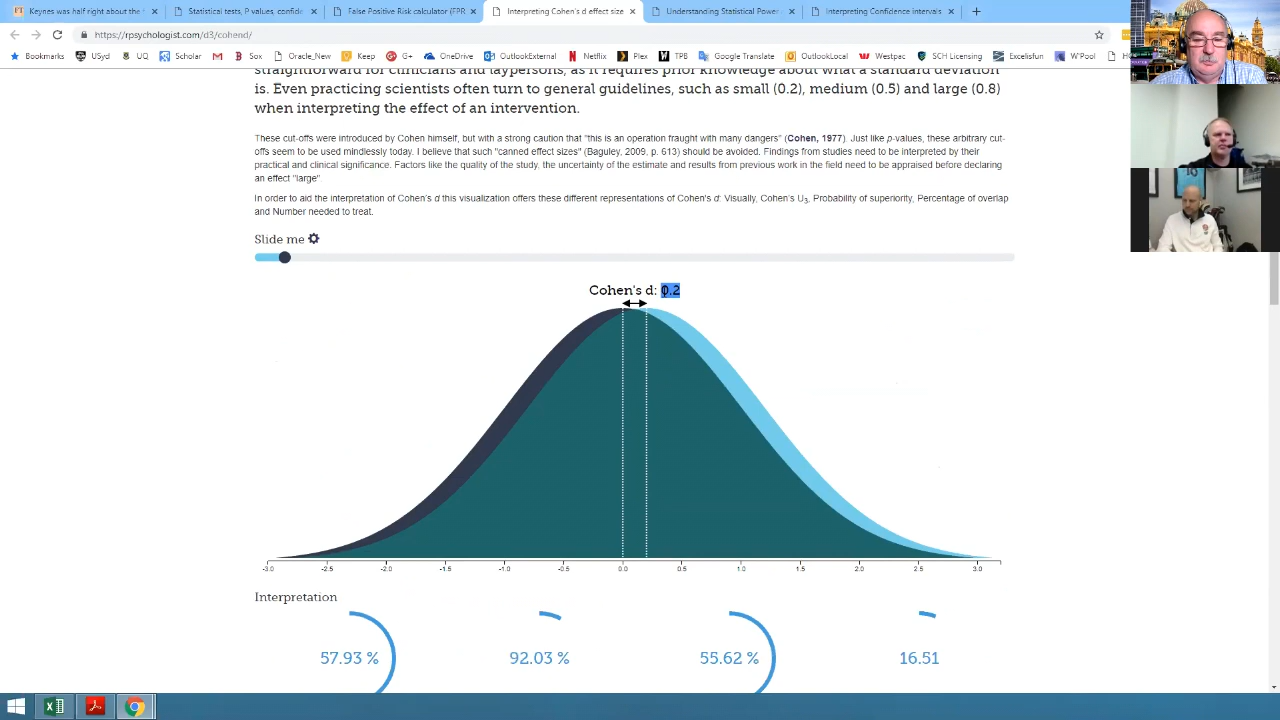 Keynes was half right about the
Statistical tests, P values, confide
False Positive Risk calculator (FPR
Interpreting Cohen's d effect size
Understanding Statistical Power
Interpreting Confidence intervals
https://rpsychologist.com/d3/cohend/
Bookmarks USyd UQ Scholar Box Oracle_New Keep G+ OutlookExternal Netflix Plex TPB Google Translate OutlookLocal Westpac SCH Licensing Excelisfun W'Pool
straightforward for clinicians and laypersons, as it requires prior knowledge about what a standard deviation
is. Even practicing scientists often turn to general guidelines, such as small (0.2), medium (0.5) and large (0.8)
when interpreting the effect of an intervention.
These cut-offs were introduced by Cohen himself, but with a strong caution that "this is an operation fraught with many dangers" (Cohen, 1977). Just like p-values, these arbitrary cut-
offs seem to be used mindlessly today. I believe that such "canned effect sizes" (Baguley, 2009, p. 613) should be avoided. Findings from studies need to be interpreted by their
practical and clinical significance. Factors like the quality of the study, the uncertainty of the estimate and results from previous work in the field need to be appraised before declaring
an effect "large".
In order to aid the interpretation of Cohen's d this visualization offers these different representations of Cohen's d: Visually, Cohen's U3, Probability of superiority, Percentage of overlap
and Number needed to treat.
Slide me
Cohen's d: 0.2
-3.0 -2.5 -2.0 -1.5 -1.0 -0.5 0.0 0.5 1.0 1.5 2.0 2.5 3.0
Interpretation
57.93 % 92.03 % 55.62 % 16.51